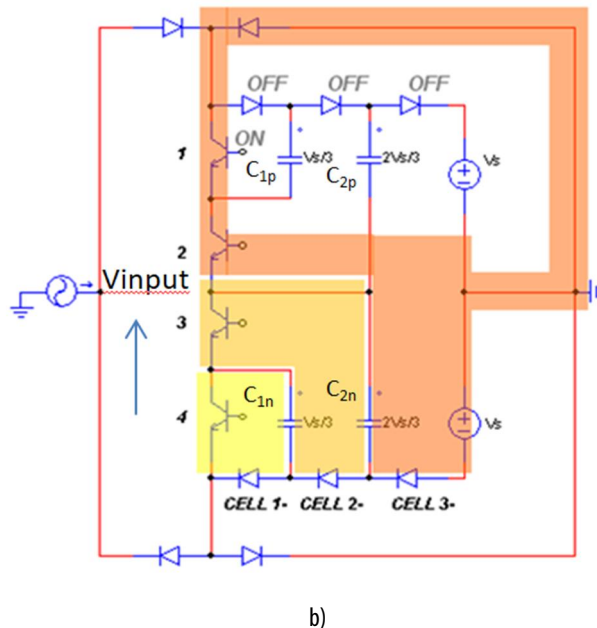 OFF OFF OFF
1 ON
C1p Vs/3 C2p 2Vs/3 Vs
2
Vinput
3
4 C1n Vs/3 C2n 2Vs/3 Vs
CELL 1- CELL 2- CELL 3-
b)